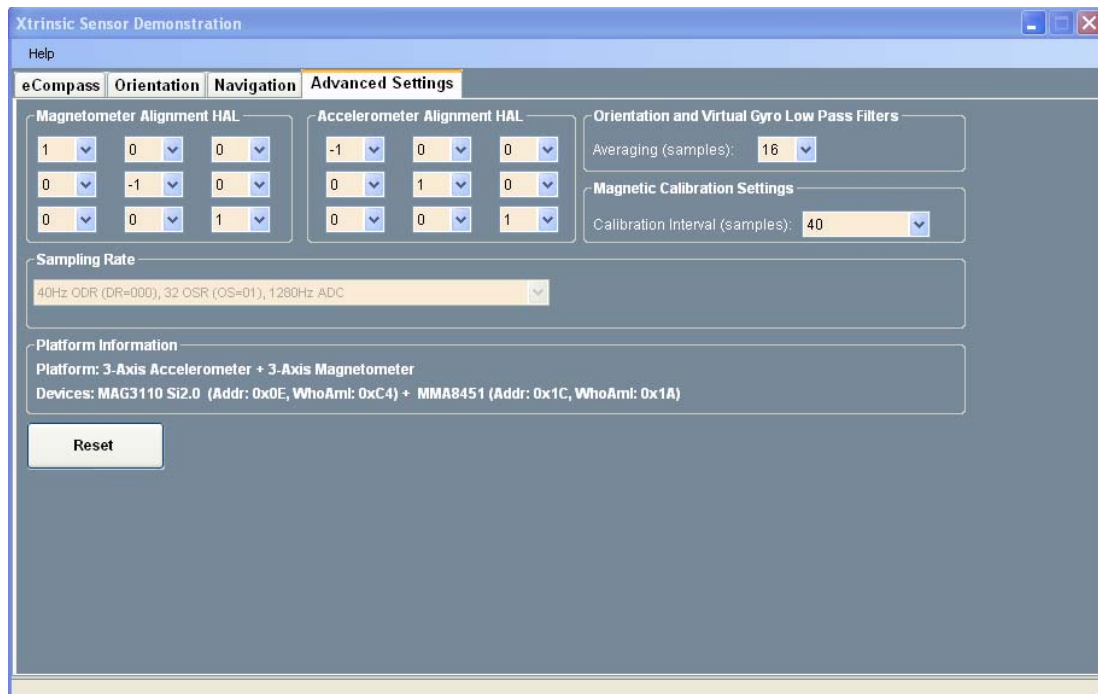 Xtrinsic Sensor Demonstration
Help
eCompass Orientation Navigation Advanced Settings
Magnetometer Alignment HAL
1 0 0
0 -1 0
0 0 1
Accelerometer Alignment HAL
-1 0 0
0 1 0
0 0 1
Orientation and Virtual Gyro Low Pass Filters
Averaging (samples): 16
Magnetic Calibration Settings
Calibration Interval (samples): 40
Sampling Rate
40Hz ODR (DR=000), 32 OSR (OS=01), 1280Hz ADC
Platform Information
Platform: 3-Axis Accelerometer + 3-Axis Magnetometer
Devices: MAG3110 Si2.0 (Addr: 0x0E, WhoAmI: 0xC4) + MMA8451 (Addr: 0x1C, WhoAmI: 0x1A)
Reset